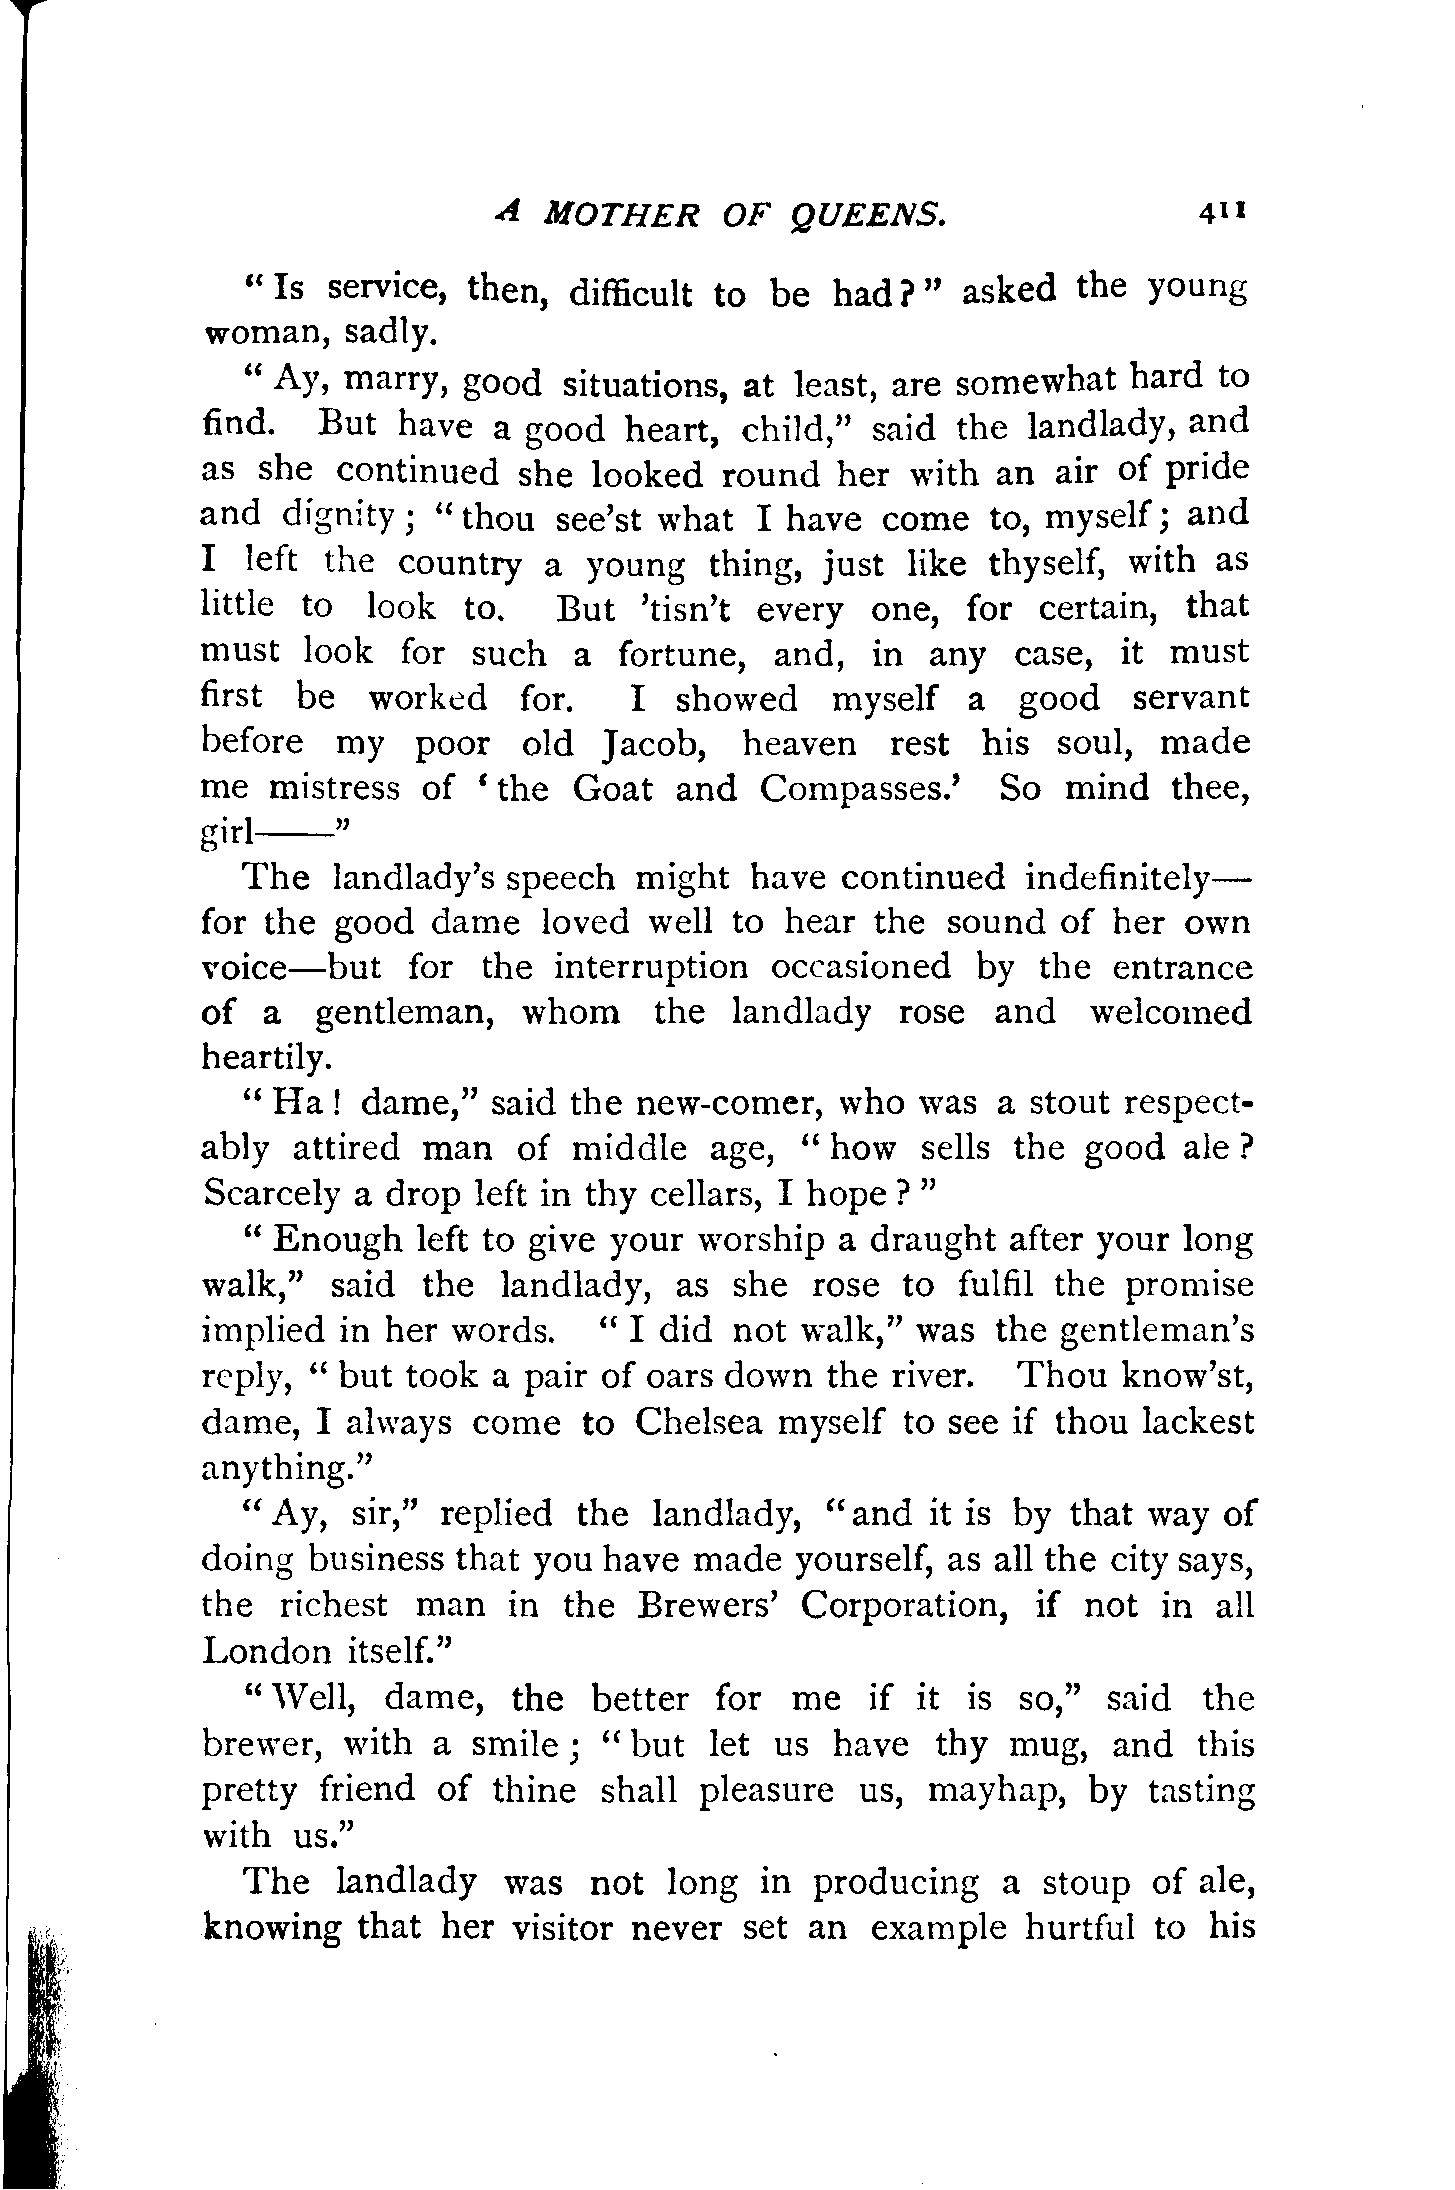 A MOTHER OF QUEENS. 411
“ Is service, then, difficult to be had? ” asked the young
woman, sadly.
“ Ay, marry, good situations, at least, are somewhat hard to
find. But have a good heart, child,” said the landlady, and
as she continued she looked round her with an air of pride
and dignity ; “ thou see’st what I have come to, myself ; and
I left the country a young thing, just like thyself, with as
little to look to. But ’tisn’t every one, for certain, that
must look for such a fortune, and, in any case, it must
first be worked for. I showed myself a good servant
before my poor old Jacob, heaven rest his soul, made
me mistress of ‘ the Goat and Compasses.’ So mind thee,
girl——”
The landlady’s speech might have continued indefinitely—
for the good dame loved well to hear the sound of her own
voice—but for the interruption occasioned by the entrance
of a gentleman, whom the landlady rose and welcomed
heartily.
“ Ha ! dame,” said the new-comer, who was a stout respect-
ably attired man of middle age, “ how sells the good ale ?
Scarcely a drop left in thy cellars, I hope ? ”
“ Enough left to give your worship a draught after your long
walk,” said the landlady, as she rose to fulfil the promise
implied in her words. “ I did not walk,” was the gentleman’s
reply, “ but took a pair of oars down the river. Thou know’st,
dame, I always come to Chelsea myself to see if thou lackest
anything.”
“ Ay, sir,” replied the landlady, “ and it is by that way of
doing business that you have made yourself, as all the city says,
the richest man in the Brewers’ Corporation, if not in all
London itself.”
“ Well, dame, the better for me if it is so,” said the
brewer, with a smile ; “ but let us have thy mug, and this
pretty friend of thine shall pleasure us, mayhap, by tasting
with us.”
The landlady was not long in producing a stoup of ale,
knowing that her visitor never set an example hurtful to his